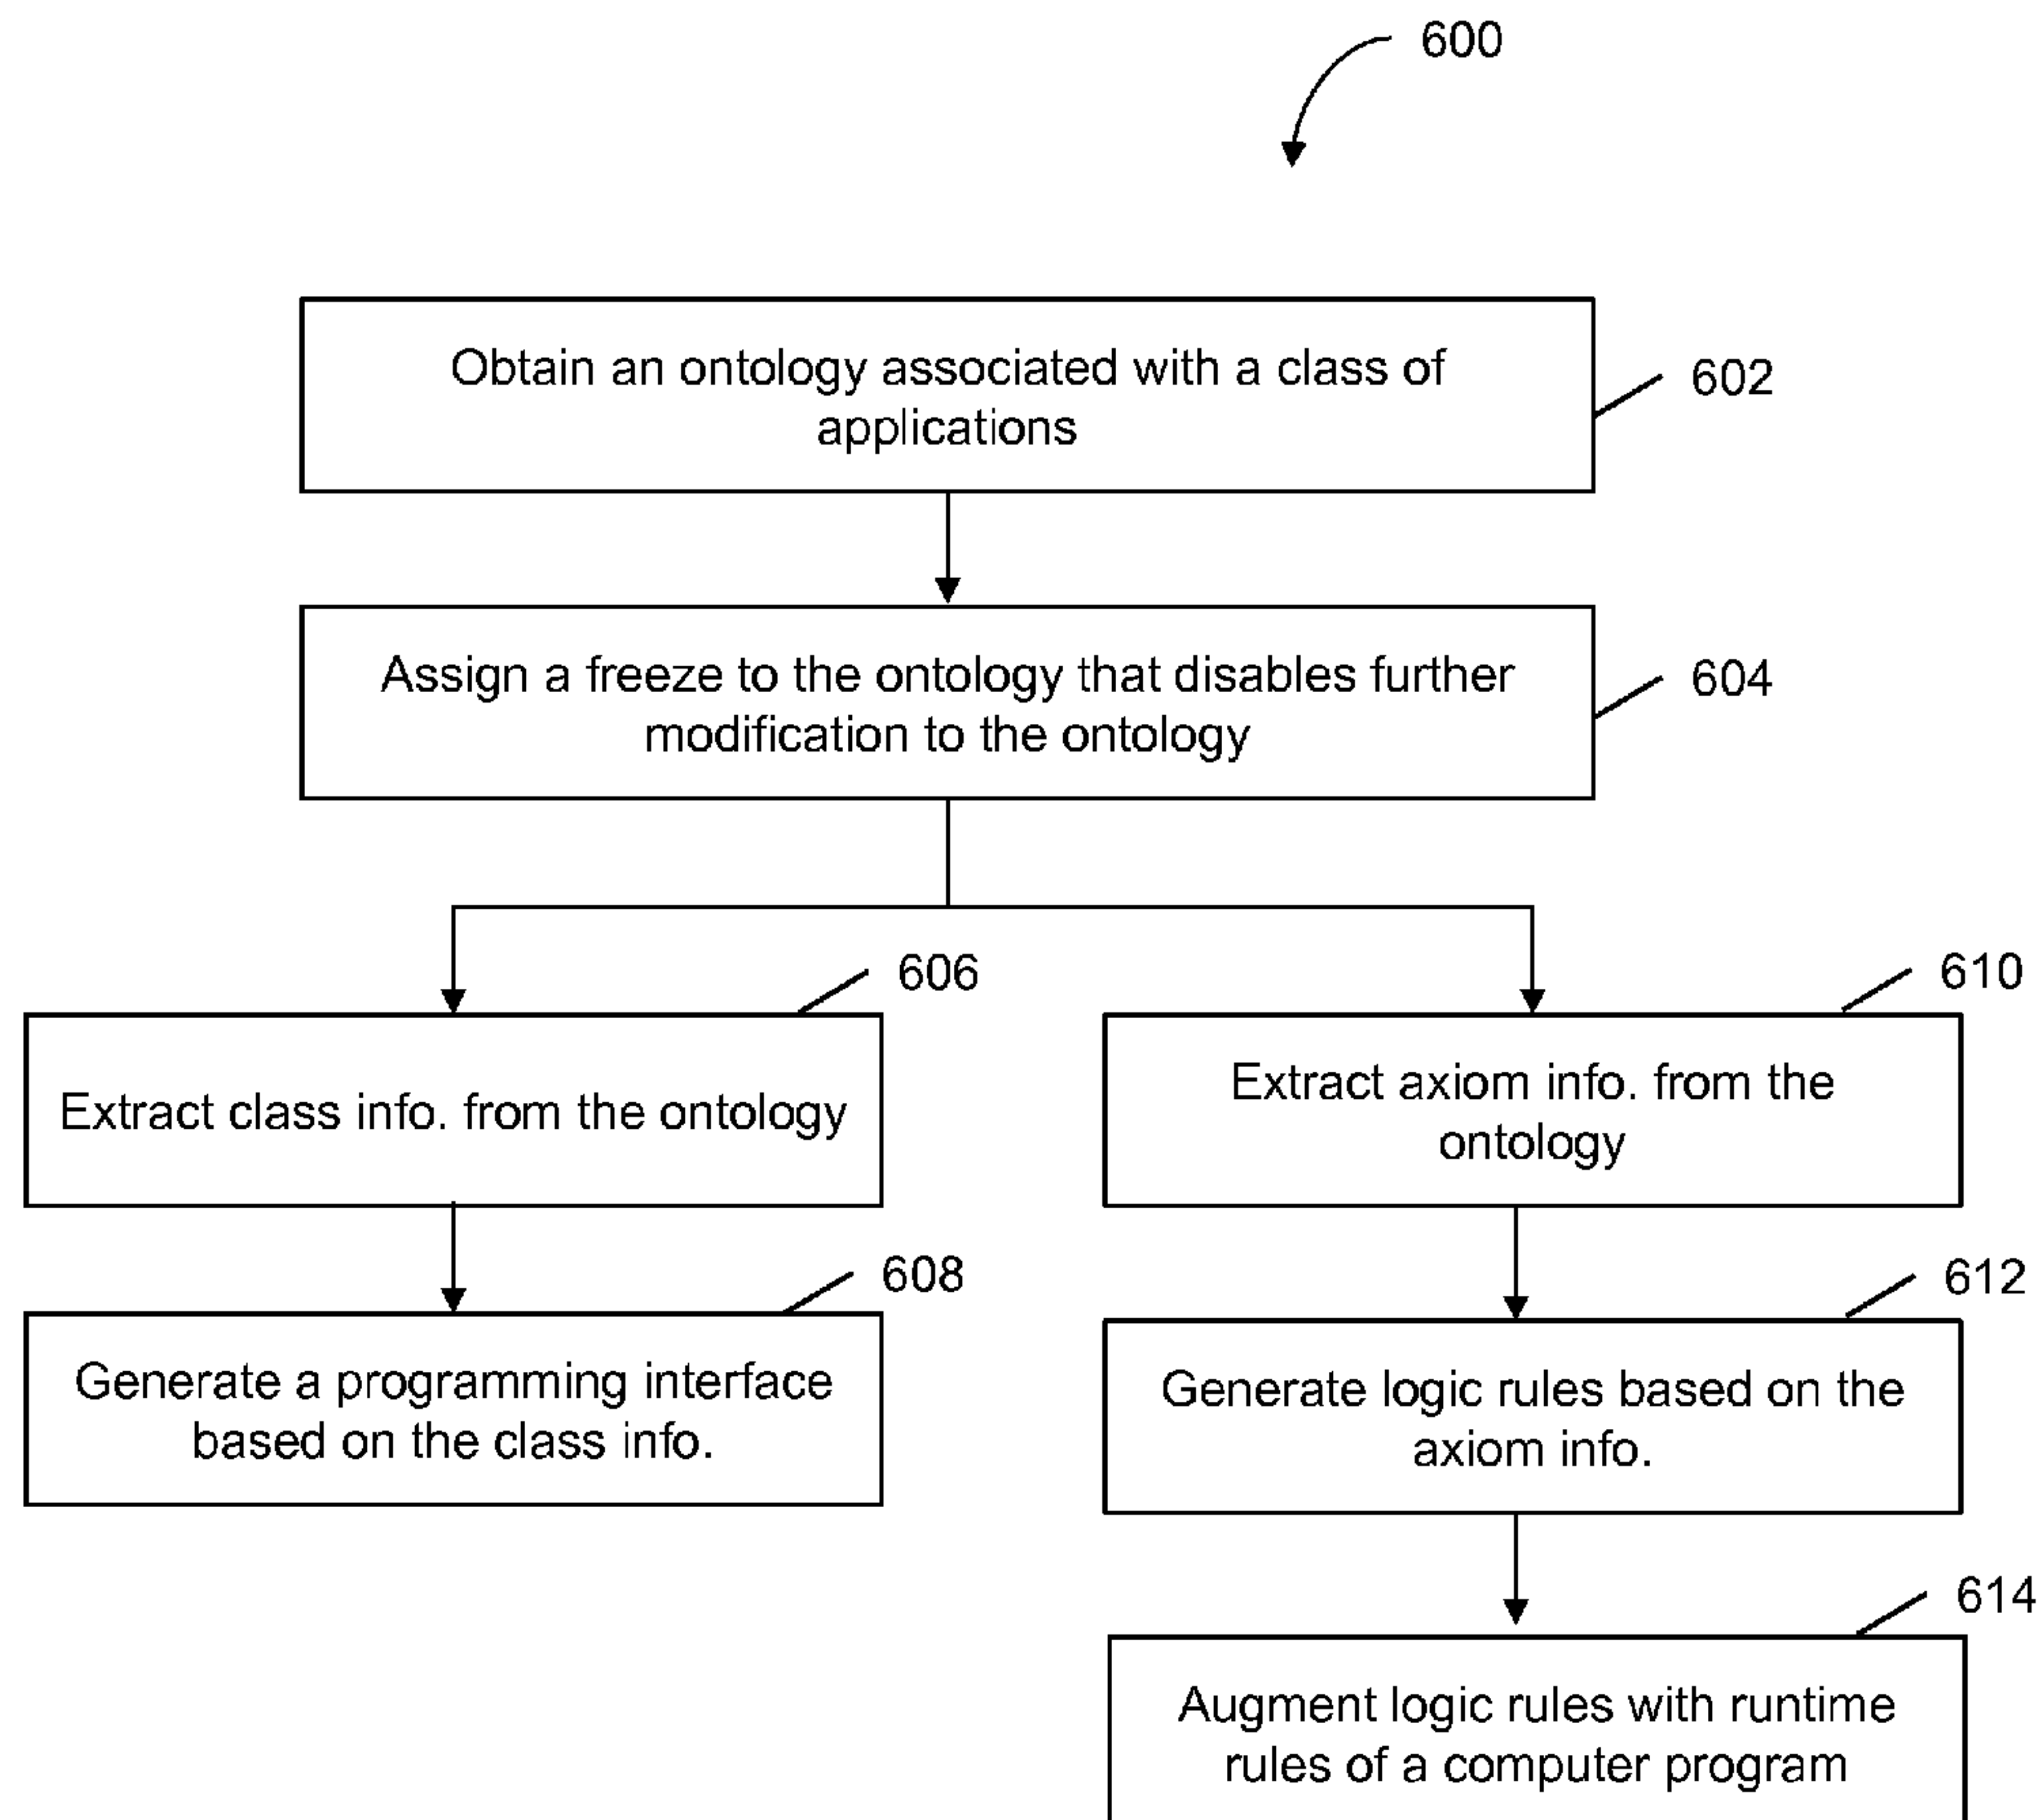 600
Obtain an ontology associated with a class of
applications
602
Assign a freeze to the ontology that disables further
modification to the ontology
604
606
Extract class info. from the ontology
610
Extract axiom info. from the
ontology
608
Generate a programming interface
based on the class info.
612
Generate logic rules based on the
axiom info.
614
Augment logic rules with runtime
rules of a computer program